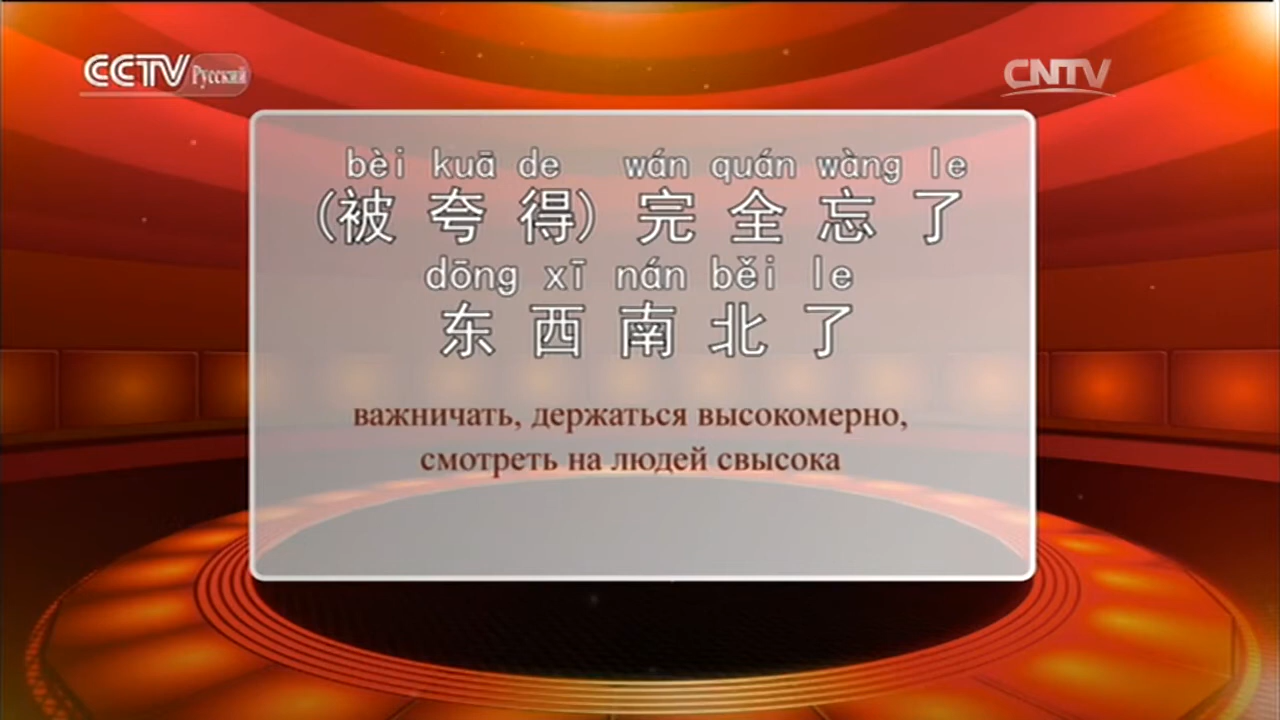 CCTV Русский
CNTV
bèi kuā de wán quán wàng le
(被 夸 得) 完 全 忘 了
dōng xī nán běi le
东 西 南 北 了
важничать, держаться высокомерно,
смотреть на людей свысока